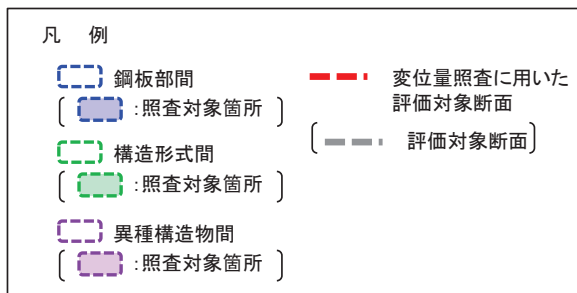 凡 例
鋼板部間
( :照査対象箇所 )
構造形式間
( :照査対象箇所 )
異種構造物間
( :照査対象箇所 )
変位量照査に用いた
評価対象断面
( 評価対象断面 )